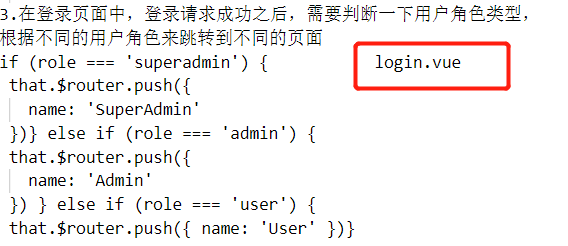 3.在登录页面中，登录请求成功之后，需要判断一下用户角色类型，
根据不同的用户角色来跳转到不同的页面
if (role === 'superadmin') { login.vue
that.$router.push({
name: 'SuperAdmin'
})} else if (role === 'admin') {
that.$router.push({
name: 'Admin'
}) } else if (role === 'user') {
that.$router.push({ name: 'User' })}